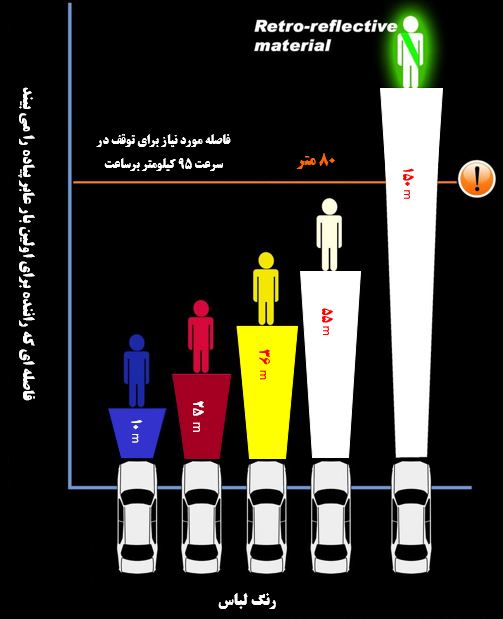 Retro-reflective
material
فاصله مورد نیاز برای توقف در
سرعت ۹۵ کیلومتر برساعت
۸۰ متر
!
فاصله ای که راننده برای اولین بار عابر پیاده را می بیند
۱۰ m
۲۵ m
۳۶ m
۵۵ m
۱۵۰ m
رنگ لباس